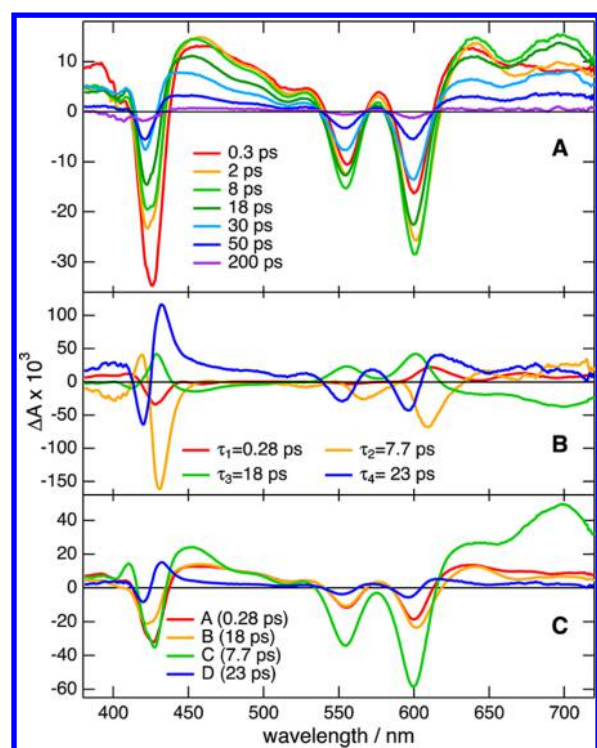 10
0
-10
-20
-30
A
0.3 ps
2 ps
8 ps
18 ps
30 ps
50 ps
200 ps
ΔA x 10³
100
50
0
-50
-100
-150
τ₁=0.28 ps
τ₂=7.7 ps
τ₃=18 ps
τ₄= 23 ps
B
40
20
0
-20
-40
-60
A (0.28 ps)
B (18 ps)
C (7.7 ps)
D (23 ps)
C
400
450
500
550
600
650
700
wavelength / nm